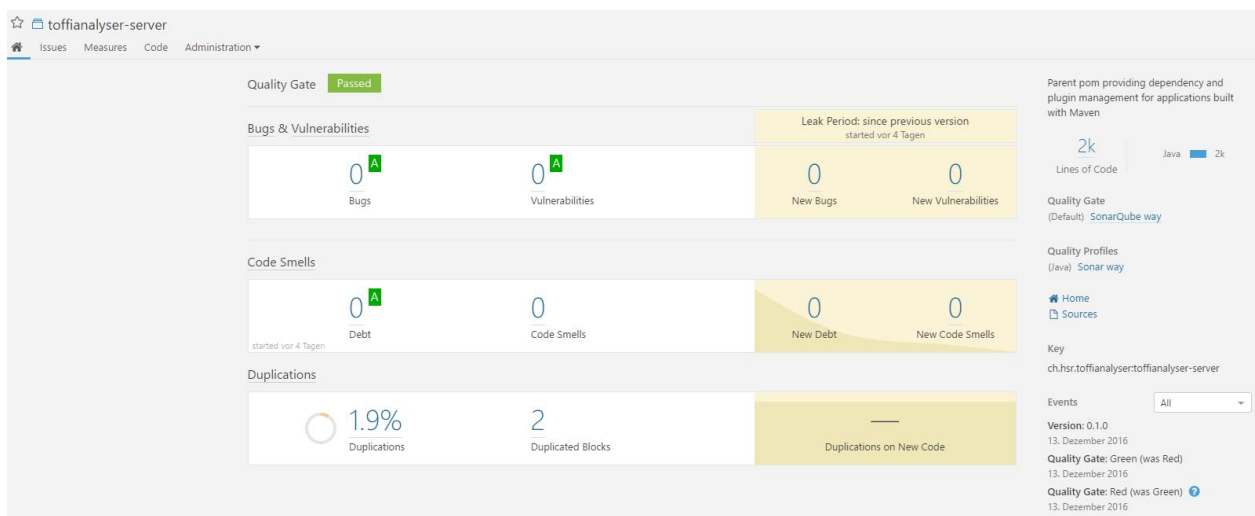 toffianalyser-server
Issues Measures Code Administration
Quality Gate Passed
Bugs & Vulnerabilities
Leak Period: since previous version
started vor 4 Tagen
0 A
Bugs
0 A
Vulnerabilities
0
New Bugs
0
New Vulnerabilities
Code Smells
0 A
Debt
started vor 4 Tagen
0
Code Smells
0
New Debt
0
New Code Smells
Duplications
1.9%
Duplications
2
Duplicated Blocks
—
Duplications on New Code
Parent pom providing dependency and
plugin management for applications built
with Maven
2k
Lines of Code
Java 2k
Quality Gate
(Default) SonarQube way
Quality Profiles
(Java) Sonar way
Home
Sources
Key
ch.hsr.toffianalyser:toffianalyser-server
Events All
Version: 0.1.0
13. Dezember 2016
Quality Gate: Green (was Red)
13. Dezember 2016
Quality Gate: Red (was Green) ?
13. Dezember 2016